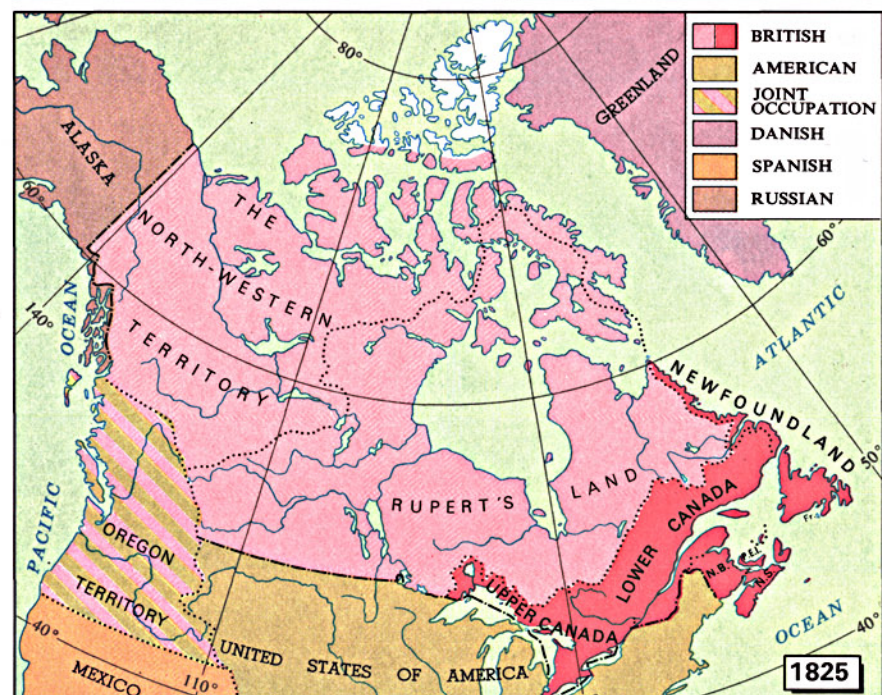 BRITISH
AMERICAN
JOINT
OCCUPATION
DANISH
SPANISH
RUSSIAN
80°
GREENLAND
ALASKA
60°
60°
THE
NORTH-WESTERN
TERRITORY
140°
OCEAN
PACIFIC
ATLANTIC
OCEAN
NEWFOUNDLAND
50°
RUPERT'S
LAND
LOWER CANADA
UPPER CANADA
Fr.
P.E.I.
N.B.
N.S.
OREGON
TERRITORY
UNITED STATES OF AMERICA
MEXICO
40°
110°
40°
1825